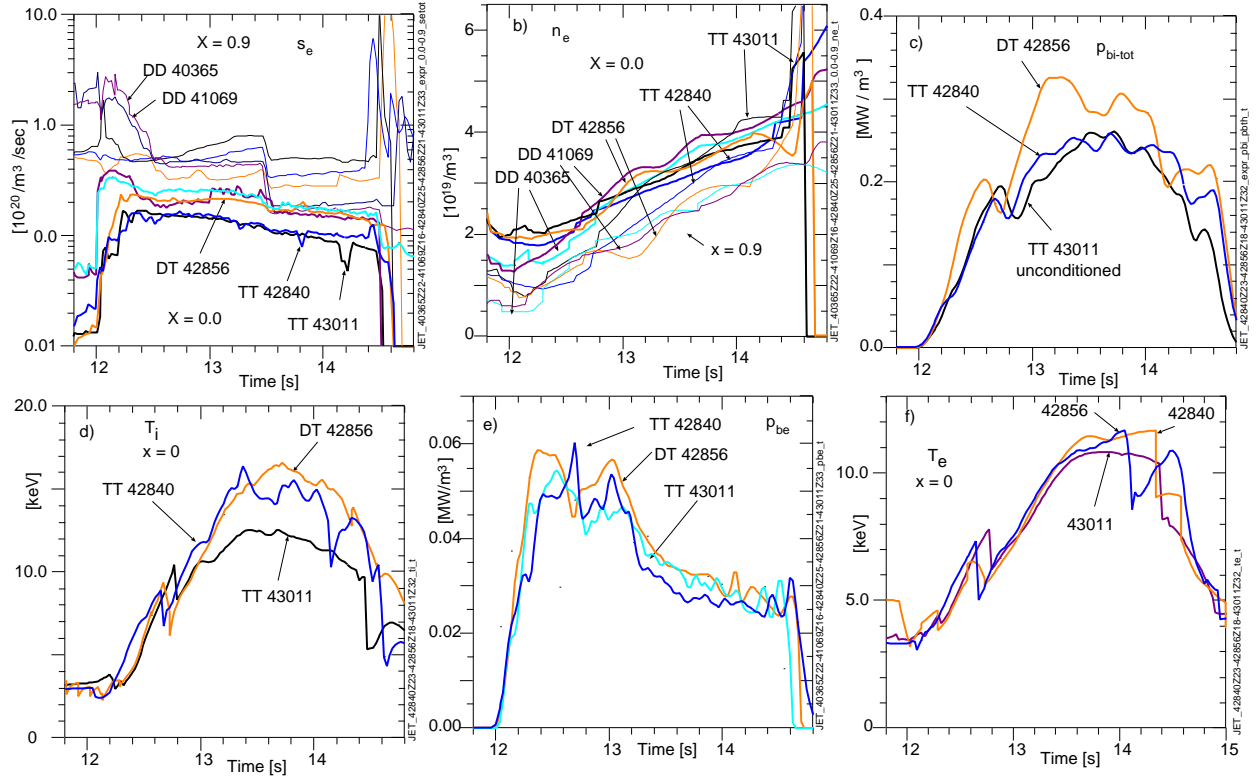 10.0
1.0
0.0
0.01
[10^20 /m^3 /sec]
X = 0.9
s_e
DD 40365
DD 41069
DT 42856
TT 42840
TT 43011
X = 0.0
12
13
14
Time [s]
b)
n_e
X = 0.0
TT 43011
TT 42840
DT 42856
DD 41069
DD 40365
x = 0.9
6
4
2
0
[10^19 /m^3]
12
13
14
Time [s]
c)
p_bi-tot
DT 42856
TT 42840
TT 43011
unconditioned
0.4
0.2
0.0
[MW / m^3]
12
13
14
Time [s]
JET_42840Z23-42856Z18-43011Z32_expr_pbi_pbth_t
d)
T_i
x = 0
DT 42856
TT 42840
TT 43011
20.0
10.0
0
[keV]
12
13
14
Time [s]
JET_42840Z23-42856Z18-43011Z32_ti_t
e)
p_be
TT 42840
DT 42856
TT 43011
0.06
0.04
0.02
0.00
[MW/m^3]
12
13
14
Time [s]
JET_40365Z22-41069Z16-42840Z25-42856Z21-43011Z33_pbe_t
f)
T_e
x = 0
42856
42840
43011
10.0
5.0
0
[keV]
12
13
14
15
Time [s]
JET_42840Z23-42856Z18-43011Z32_te_t
JET_40365Z22-41069Z16-42840Z25-42856Z21-43011Z33_expr_0.0-0.9_setot
JET_40365Z22-41069Z16-42840Z25-42856Z21-43011Z33_0.0-0.9_ne_t